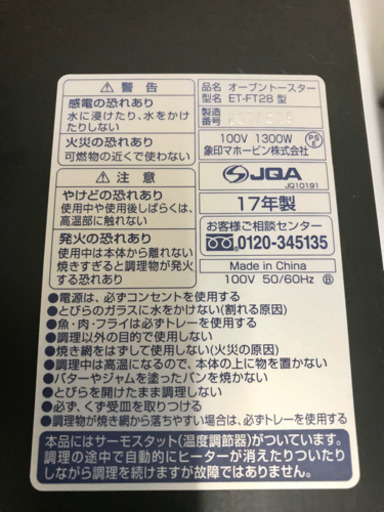 ⚠ 警告
感電の恐れあり
水に浸けたり、水をかけ
たりしない
火災の恐れあり
可燃物の近くで使わない
⚠ 注意
やけどの恐れあり
使用中や使用後しばらくは、
高温部に触れない
発火の恐れあり
使用中は本体から離れない
焼きすぎると調理物が発火
する恐れあり
品名 オーブントースター
型名 ET-FT28 型
製造
番号
100V 1300W
PS E
象印マホービン株式会社
JQA
JQ10191
17年製
お客様ご相談センター
0120-345135
Made in China
100V 50/60Hz Ⓑ
●電源は、必ずコンセントを使用する
●とびらのガラスに水をかけない(割れる原因)
●魚・肉・フライは必ずトレーを使用する
●調理以外の目的で使用しない
●焼き網をはずして使用しない(火災の原因)
●調理中は高温になるので、本体の上に物を置かない
●バターやジャムを塗ったパンを焼かない
●とびらを開けたまま調理しない
●必ず、くず受皿を取りつける
●調理物が焼き網から落ちやすい場合は、必ずトレーを使用する
本品にはサーモスタット(温度調節器)がついています。
調理の途中で自動的にヒーターが消えたりついたり
しながら調理を続けますが故障ではありません。